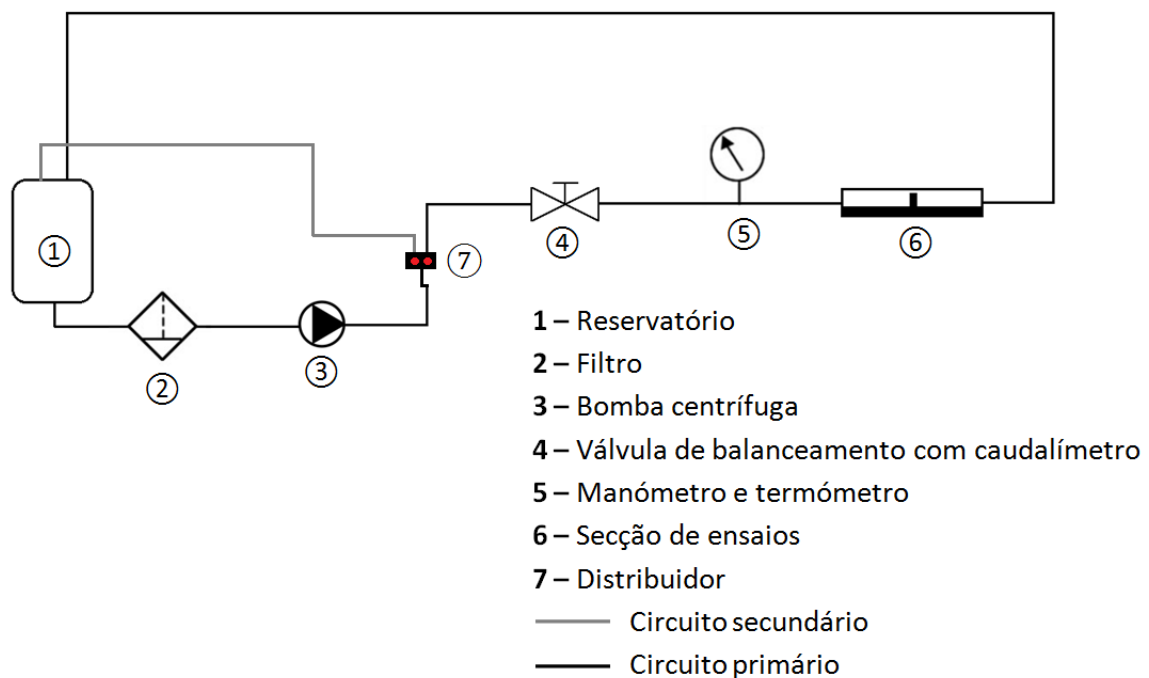 1
2
3
7
4
5
6
1 – Reservatório
2 – Filtro
3 – Bomba centrífuga
4 – Válvula de balanceamento com caudalímetro
5 – Manómetro e termómetro
6 – Secção de ensaios
7 – Distribuidor
Circuito secundário
Circuito primário